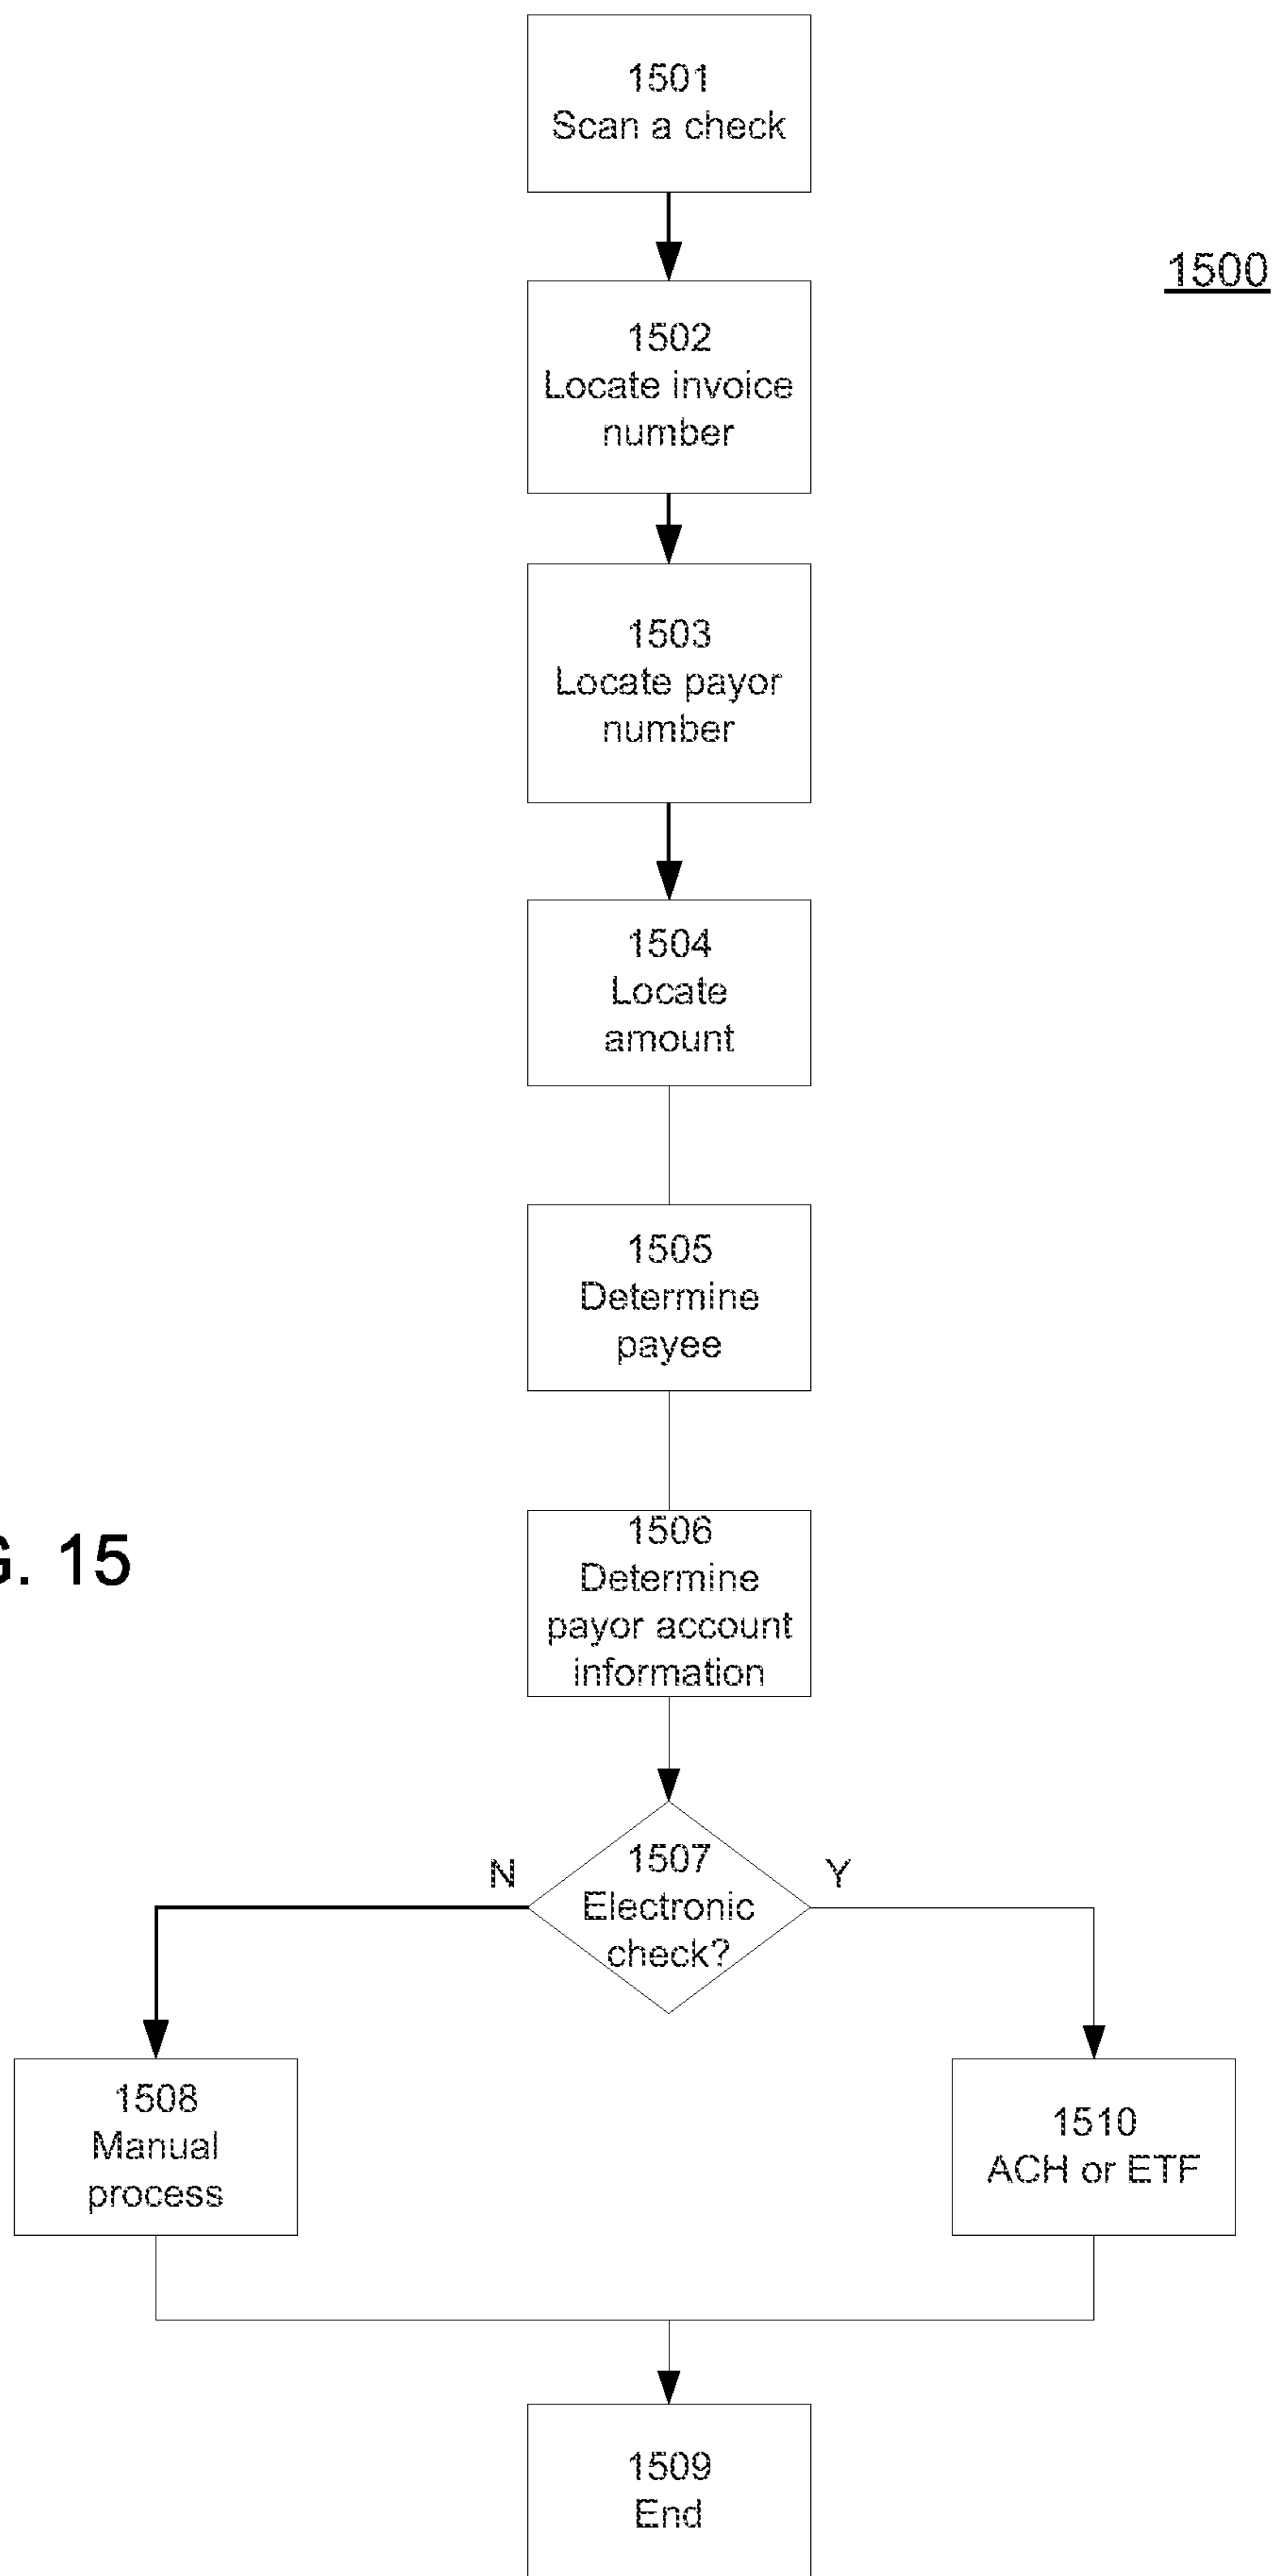 1501
Scan a check
1500
1502
Locate invoice
number
1503
Locate payor
number
1504
Locate
amount
1505
Determine
payee
G. 15
1506
Determine
payor account
information
N
1507
Y
Electronic
check?
1508
Manual
process
1510
ACH or ETF
1509
End